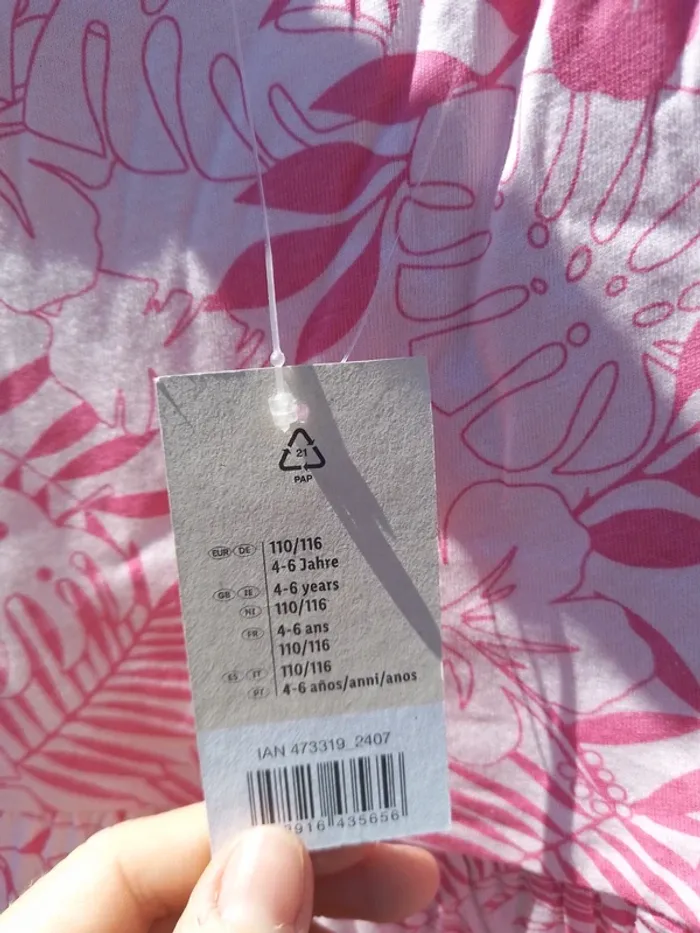 21
PAP
EUR DE 110/116
4-6 Jahre
GB IE 4-6 years
NI 110/116
FR 4-6 ans
110/116
ES IT 110/116
PT 4-6 años/anni/anos
IAN 473319_2407
916 435656